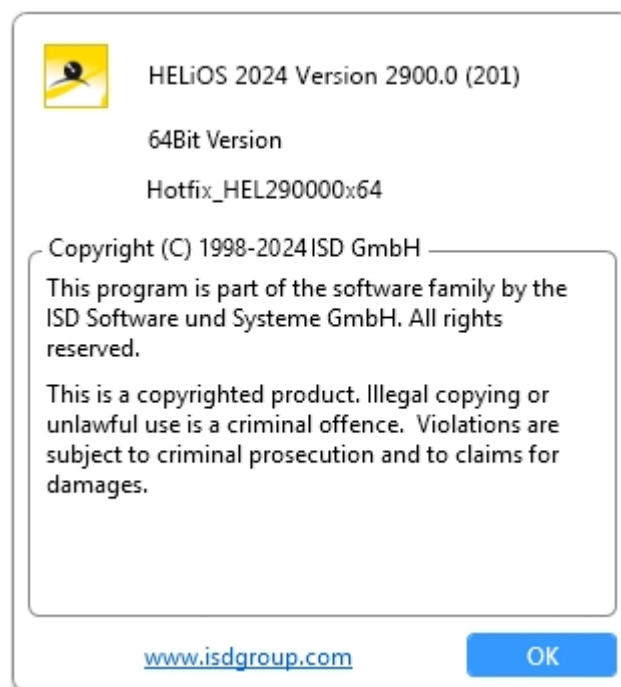 HELiOS 2024 Version 2900.0 (201)
64Bit Version
Hotfix_HEL290000x64
Copyright (C) 1998-2024 ISD GmbH
This program is part of the software family by the
ISD Software und Systeme GmbH. All rights
reserved.
This is a copyrighted product. Illegal copying or
unlawful use is a criminal offence.  Violations are
subject to criminal prosecution and to claims for
damages.
www.isdgroup.com
OK